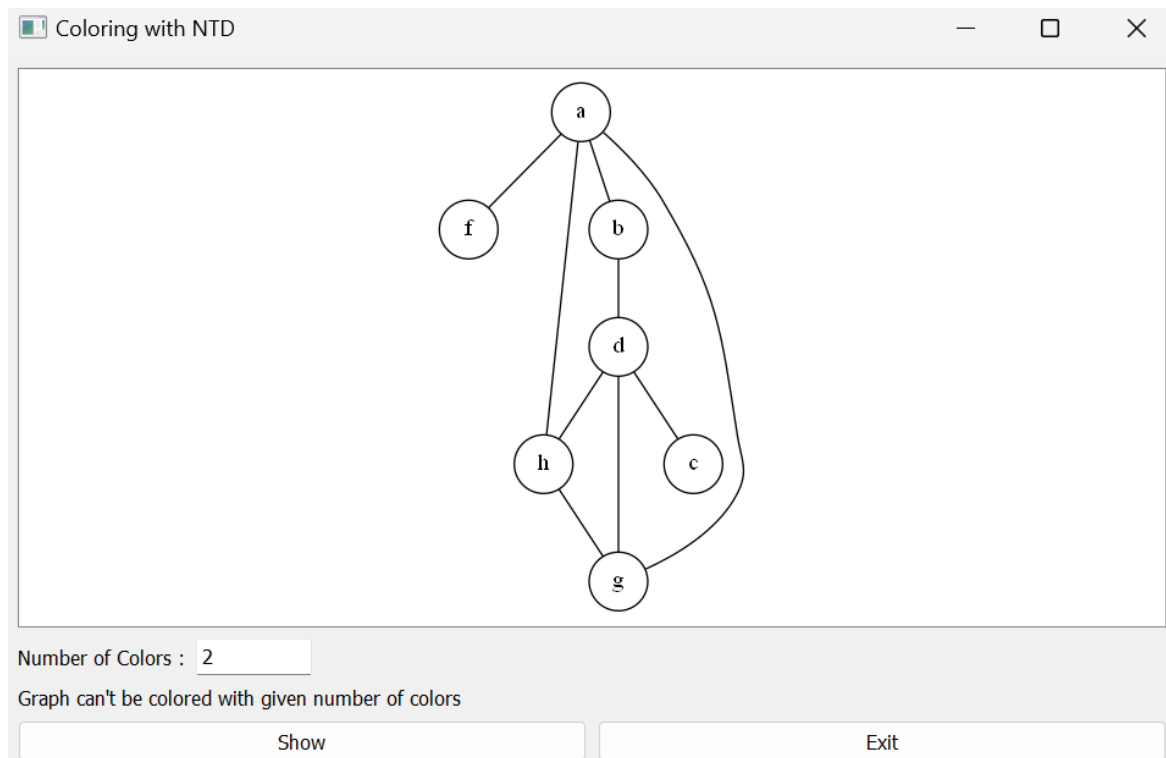 Coloring with NTD
a
f
b
d
h
c
g
Number of Colors : 2
Graph can't be colored with given number of colors
Show
Exit